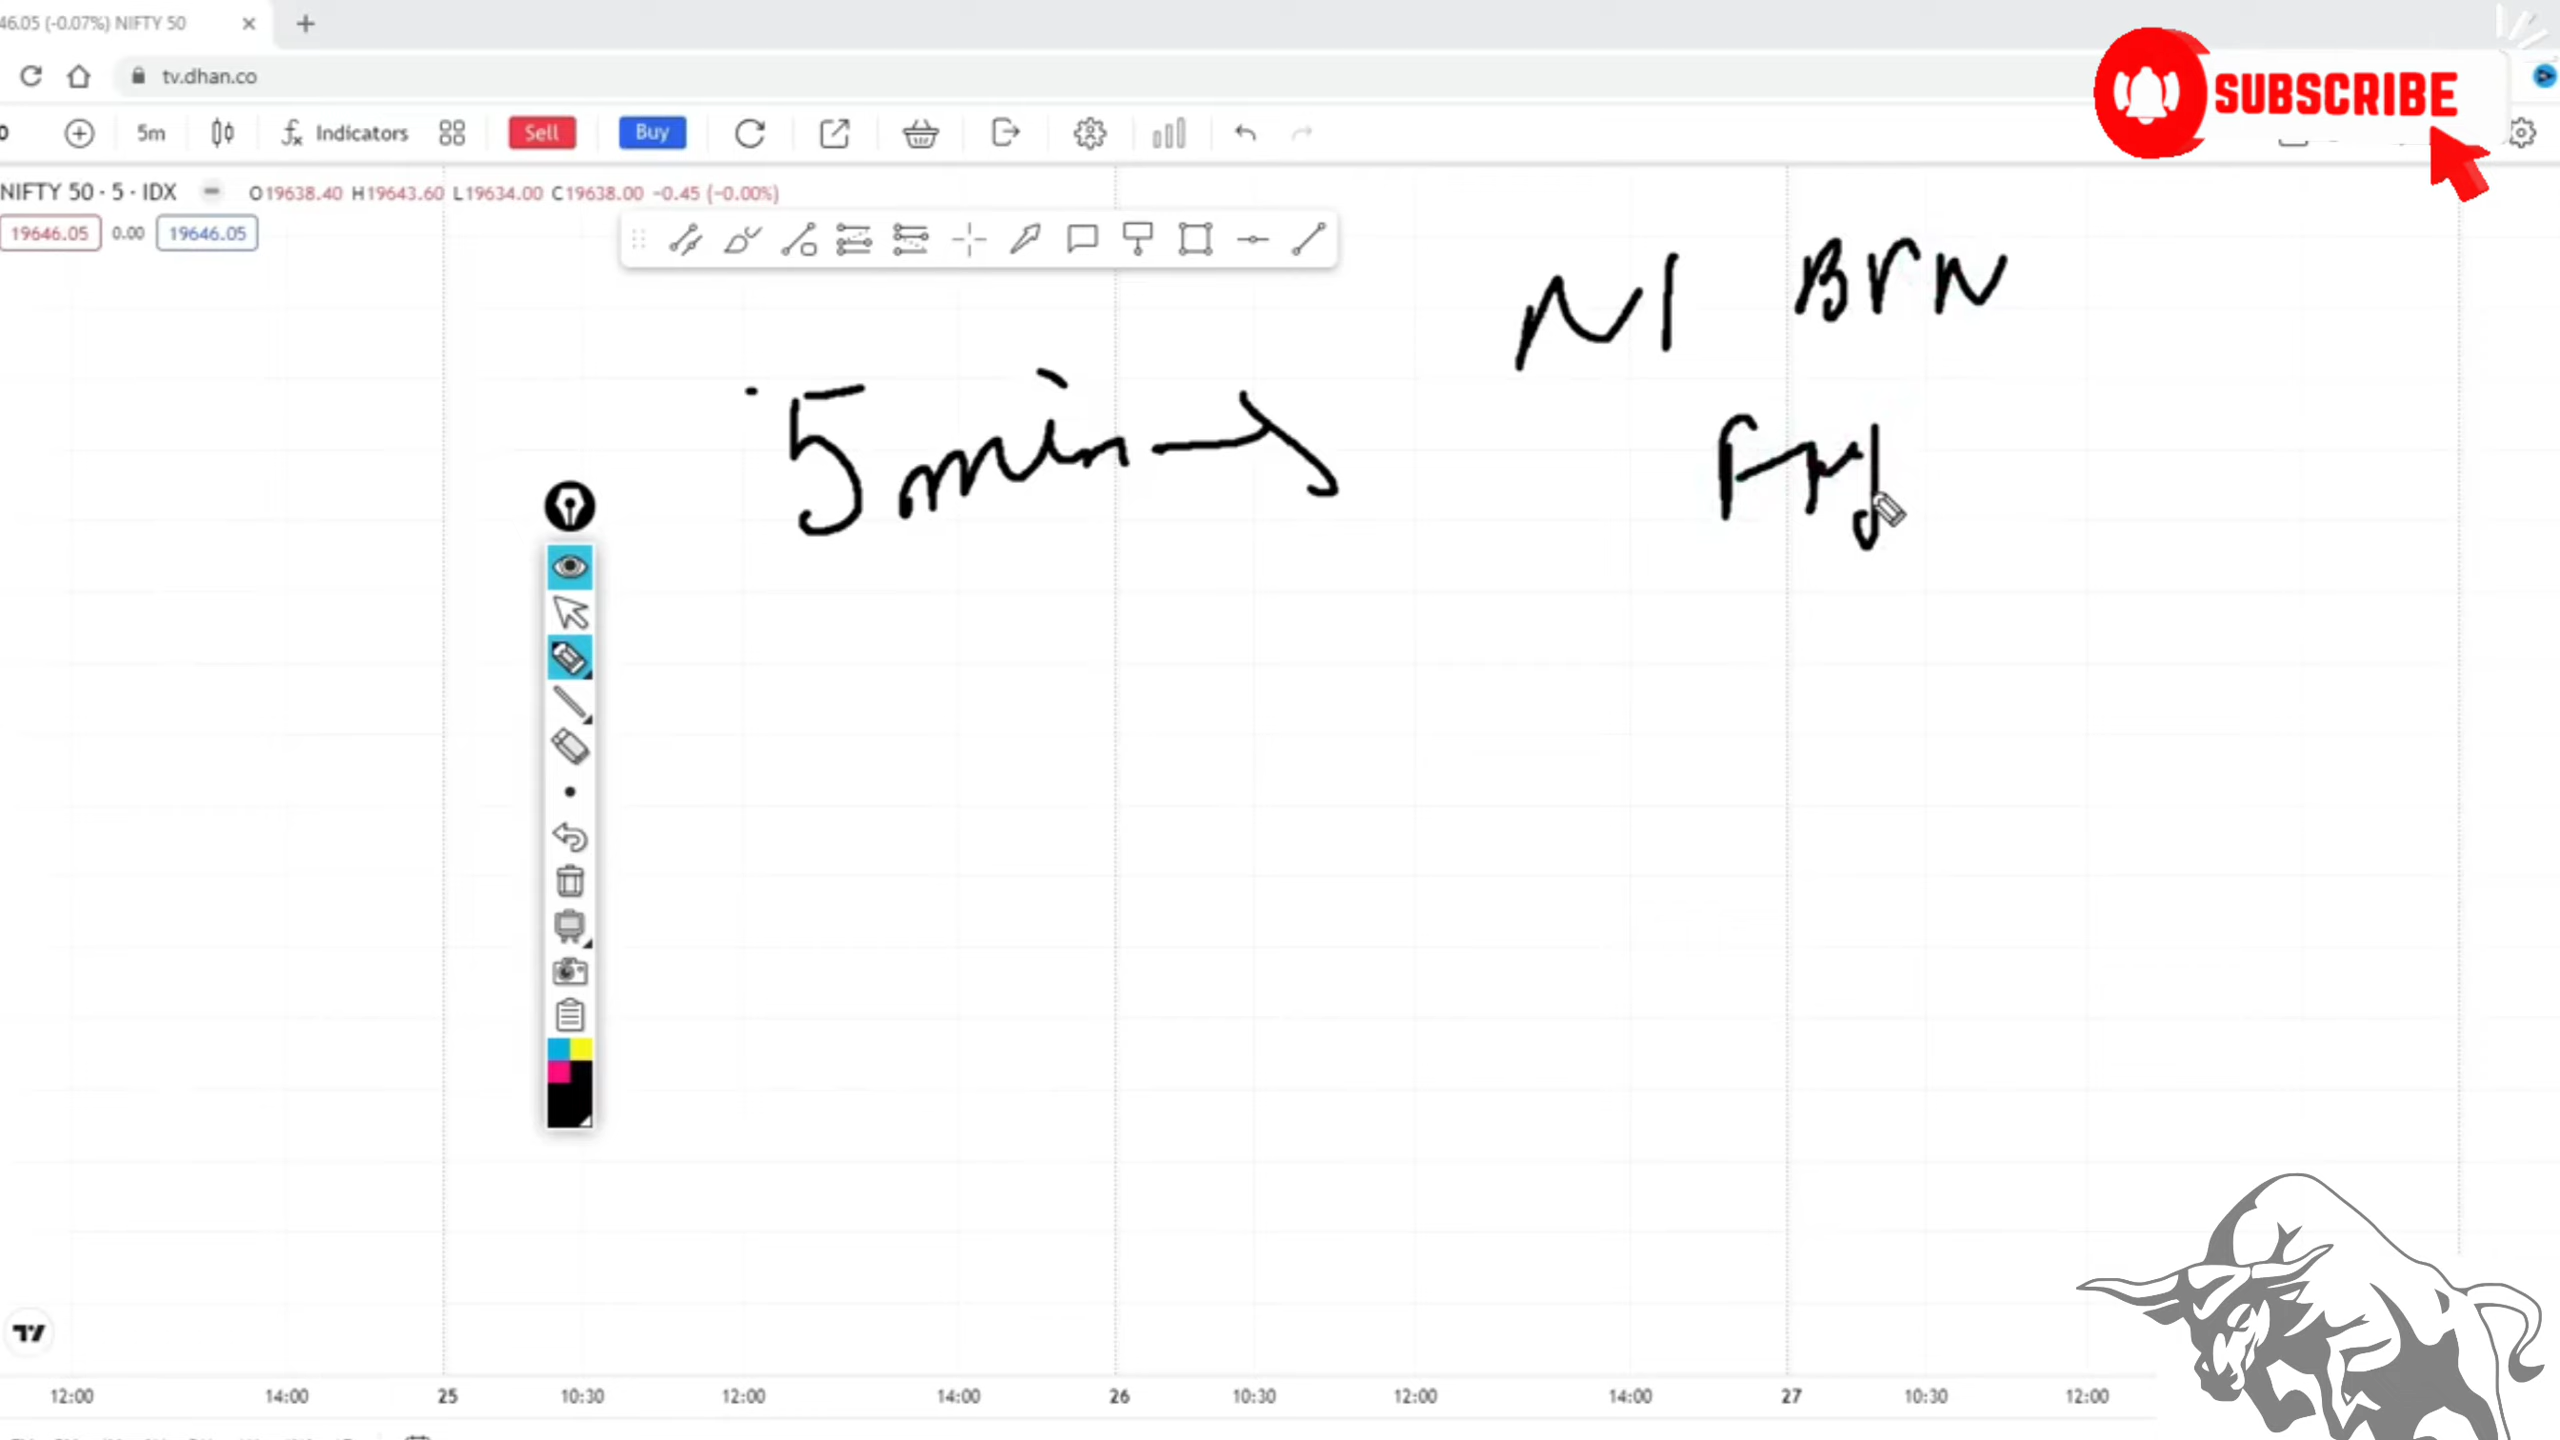 46.05 (-0.07%) NIFTY 50
tv.dhan.co
SUBSCRIBE
5m Indicators Sell Buy
NIFTY 50 · 5 · IDX O19638.40 H19643.60 L19634.00 C19638.00 −0.45 (−0.00%)
19646.05 0.00 19646.05
N1 BrN
5 min
12:00 14:00 25 10:30 12:00 14:00 26 10:30 12:00 14:00 27 10:30 12:00